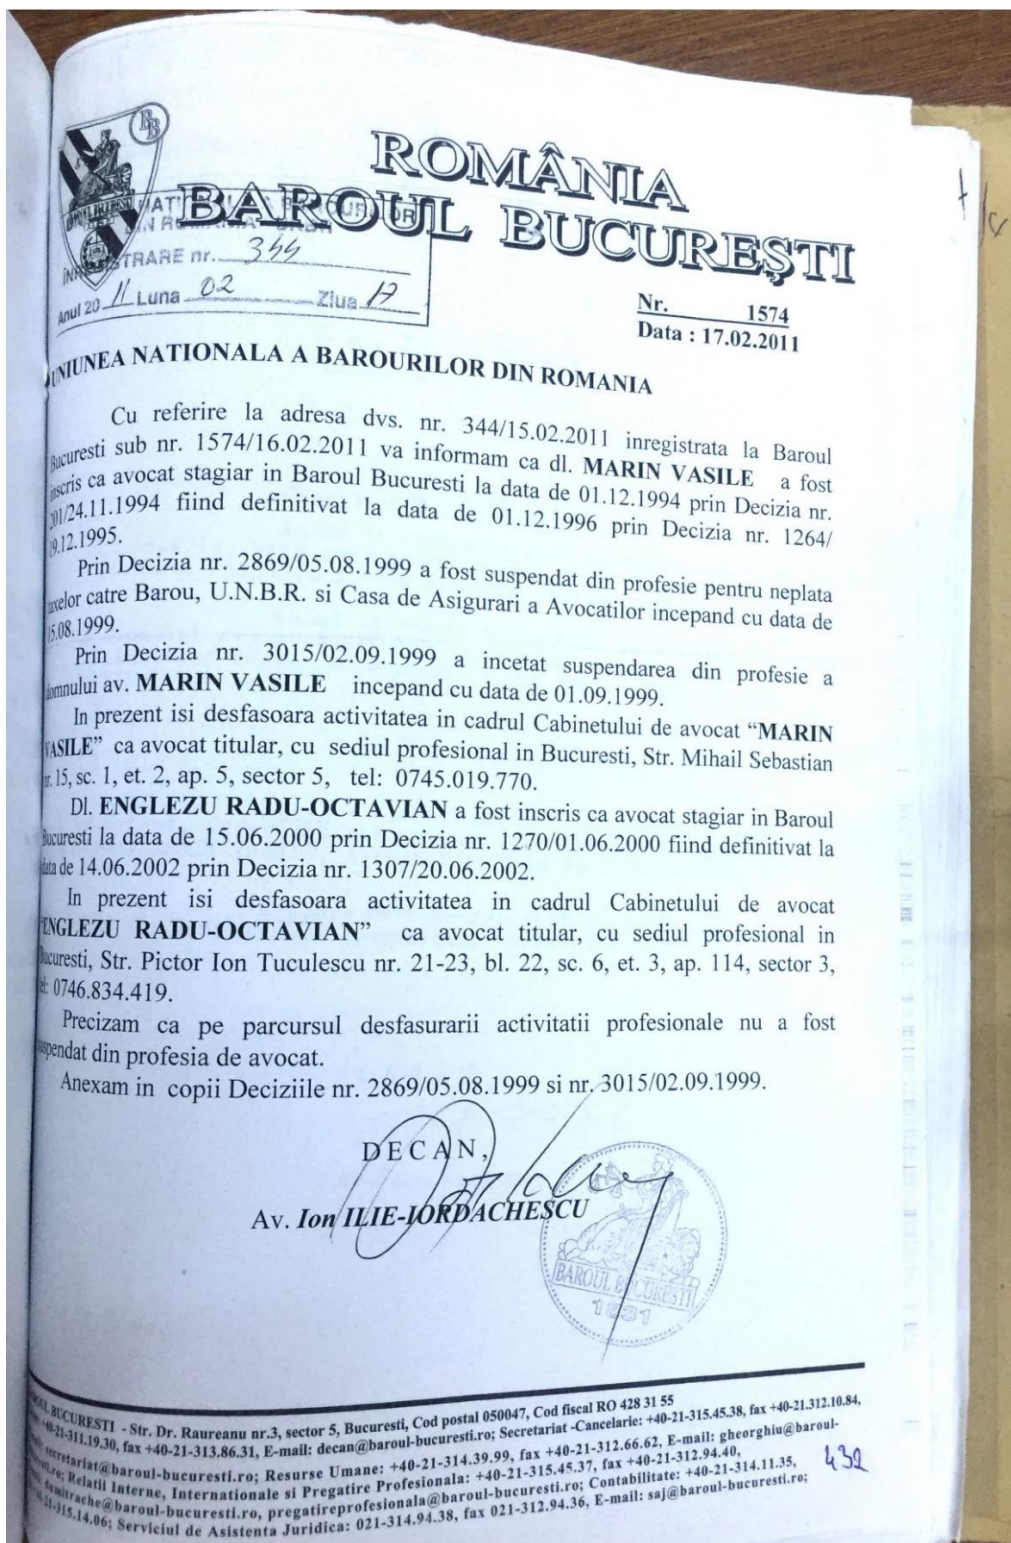 ROMÂNIA
BAROUL BUCUREŞTI
ÎNREGISTRARE nr. 344
Anul 2011 Luna 02 Ziua 17
Nr. 1574
Data : 17.02.2011
UNIUNEA NATIONALA A BAROURILOR DIN ROMANIA
Cu referire la adresa dvs. nr. 344/15.02.2011 inregistrata la Baroul
Bucuresti sub nr. 1574/16.02.2011 va informam ca dl. MARIN VASILE a fost
inscris ca avocat stagiar in Baroul Bucuresti la data de 01.12.1994 prin Decizia nr.
201/24.11.1994 fiind definitivat la data de 01.12.1996 prin Decizia nr. 1264/
19.12.1995.
Prin Decizia nr. 2869/05.08.1999 a fost suspendat din profesie pentru neplata
taxelor catre Barou, U.N.B.R. si Casa de Asigurari a Avocatilor incepand cu data de
15.08.1999.
Prin Decizia nr. 3015/02.09.1999 a incetat suspendarea din profesie a
domnului av. MARIN VASILE incepand cu data de 01.09.1999.
In prezent isi desfasoara activitatea in cadrul Cabinetului de avocat “MARIN
VASILE” ca avocat titular, cu sediul profesional in Bucuresti, Str. Mihail Sebastian
nr. 15, sc. 1, et. 2, ap. 5, sector 5, tel: 0745.019.770.
Dl. ENGLEZU RADU-OCTAVIAN a fost inscris ca avocat stagiar in Baroul
Bucuresti la data de 15.06.2000 prin Decizia nr. 1270/01.06.2000 fiind definitivat la
data de 14.06.2002 prin Decizia nr. 1307/20.06.2002.
In prezent isi desfasoara activitatea in cadrul Cabinetului de avocat
“ENGLEZU RADU-OCTAVIAN” ca avocat titular, cu sediul profesional in
Bucuresti, Str. Pictor Ion Tuculescu nr. 21-23, bl. 22, sc. 6, et. 3, ap. 114, sector 3,
tel: 0746.834.419.
Precizam ca pe parcursul desfasurarii activitatii profesionale nu a fost
suspendat din profesia de avocat.
Anexam in copii Deciziile nr. 2869/05.08.1999 si nr. 3015/02.09.1999.
DECAN,
Av. Ion ILIE-IORDACHESCU
BAROUL BUCURESTI
1831
BAROUL BUCURESTI - Str. Dr. Raureanu nr.3, sector 5, Bucuresti, Cod postal 050047, Cod fiscal RO 428 31 55
+40-21-311.19.30, fax +40-21-313.86.31, E-mail: decan@baroul-bucuresti.ro; Secretariat -Cancelarie: +40-21-315.45.38, fax +40-21.312.10.84,
secretariat@baroul-bucuresti.ro; Resurse Umane: +40-21-314.39.99, fax +40-21-312.66.62, E-mail: gheorghiu@baroul-
Relatii Interne, Internationale si Pregatire Profesionala: +40-21-315.45.37, fax +40-21-312.94.40,
pregatireprofesionala@baroul-bucuresti.ro; Contabilitate: +40-21-314.11.35,
Serviciul de Asistenta Juridica: 021-314.94.38, fax 021-312.94.36, E-mail: saj@baroul-bucuresti.ro;
432